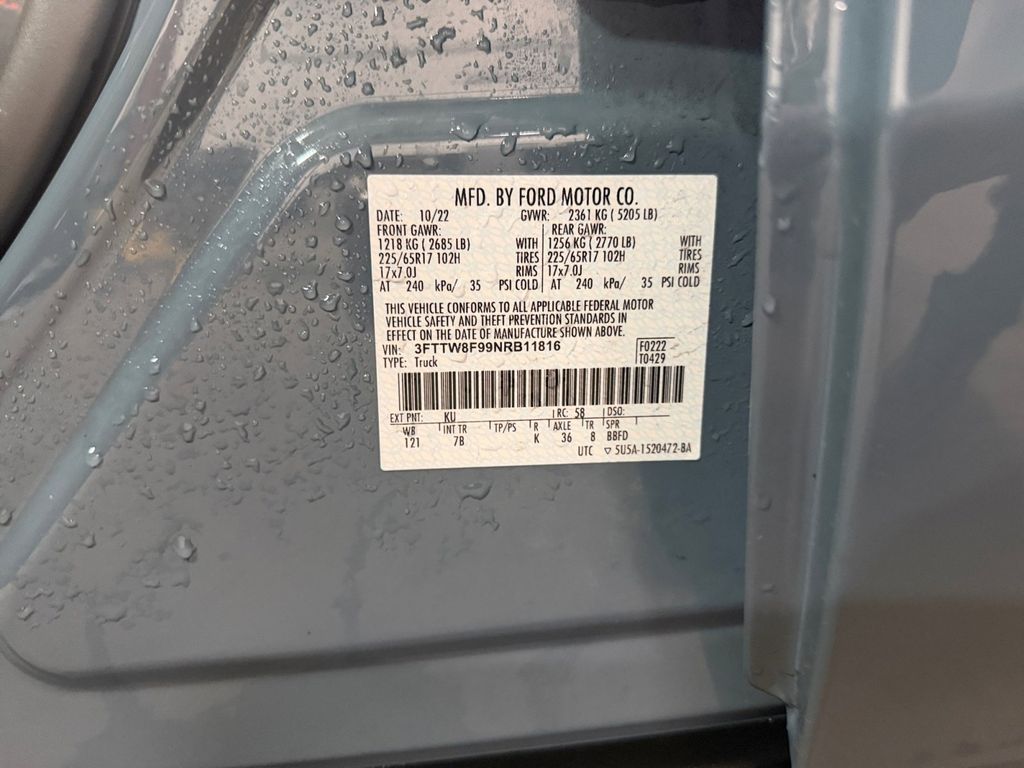 MFD. BY FORD MOTOR CO.
DATE: 10/22 GVWR: 2361 KG ( 5205 LB)
FRONT GAWR: REAR GAWR:
1218 KG ( 2685 LB) WITH 1256 KG ( 2770 LB) WITH
225/65R17 102H TIRES 225/65R17 102H TIRES
17x7.0J RIMS 17x7.0J RIMS
AT 240 kPa/ 35 PSI COLD AT 240 kPa/ 35 PSI COLD
THIS VEHICLE CONFORMS TO ALL APPLICABLE FEDERAL MOTOR
VEHICLE SAFETY AND THEFT PREVENTION STANDARDS IN
EFFECT ON THE DATE OF MANUFACTURE SHOWN ABOVE.
VIN: 3FTTW8F99NRB11816 F0222
TYPE: Truck T0429
EXT PNT: KU RC: 58 DSO:
WB INT TR TP/PS R AXLE TR SPR
121 7B K 36 8 BBFD
UTC ▽ 5U5A-1520472-BA